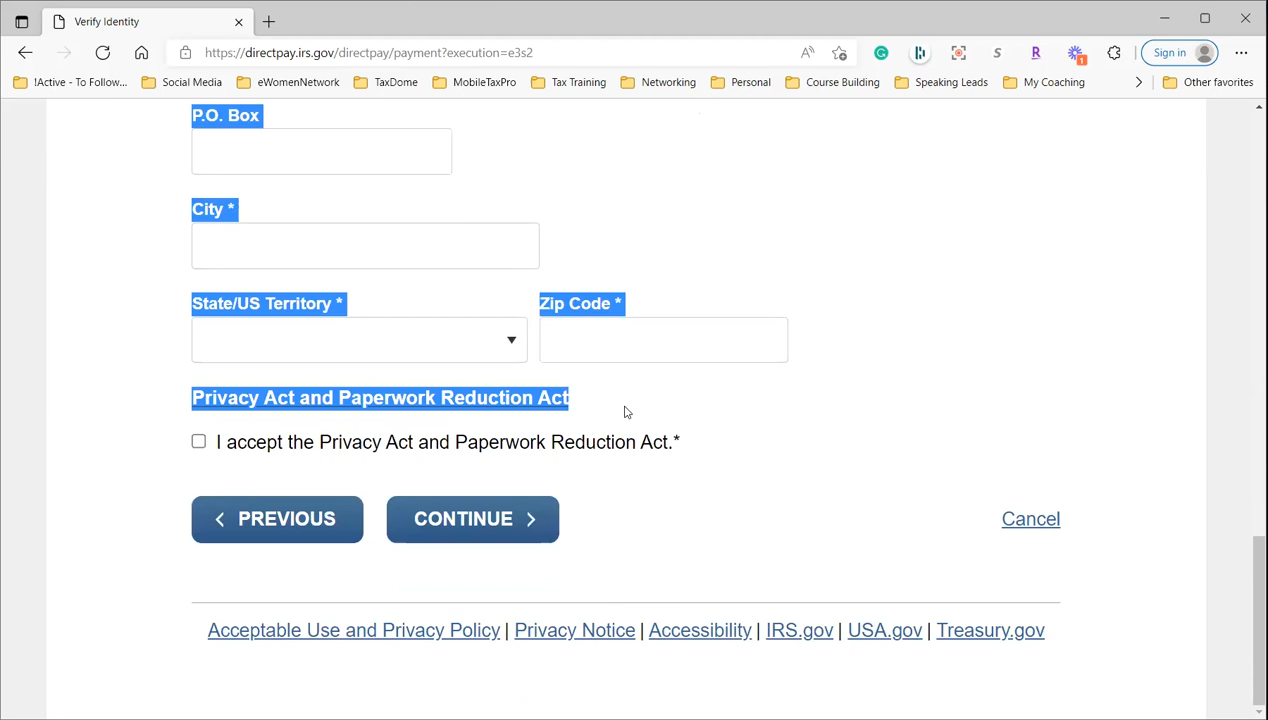 Verify Identity
https://directpay.irs.gov/directpay/payment?execution=e3s2
S
R
1
Sign in
!Active - To Follow...
Social Media
eWomenNetwork
TaxDome
MobileTaxPro
Tax Training
Networking
Personal
Course Building
Speaking Leads
My Coaching
Other favorites
P.O. Box
City *
State/US Territory *
Zip Code *
Privacy Act and Paperwork Reduction Act
I accept the Privacy Act and Paperwork Reduction Act.*
PREVIOUS
CONTINUE
Cancel
Acceptable Use and Privacy Policy | Privacy Notice | Accessibility | IRS.gov | USA.gov | Treasury.gov